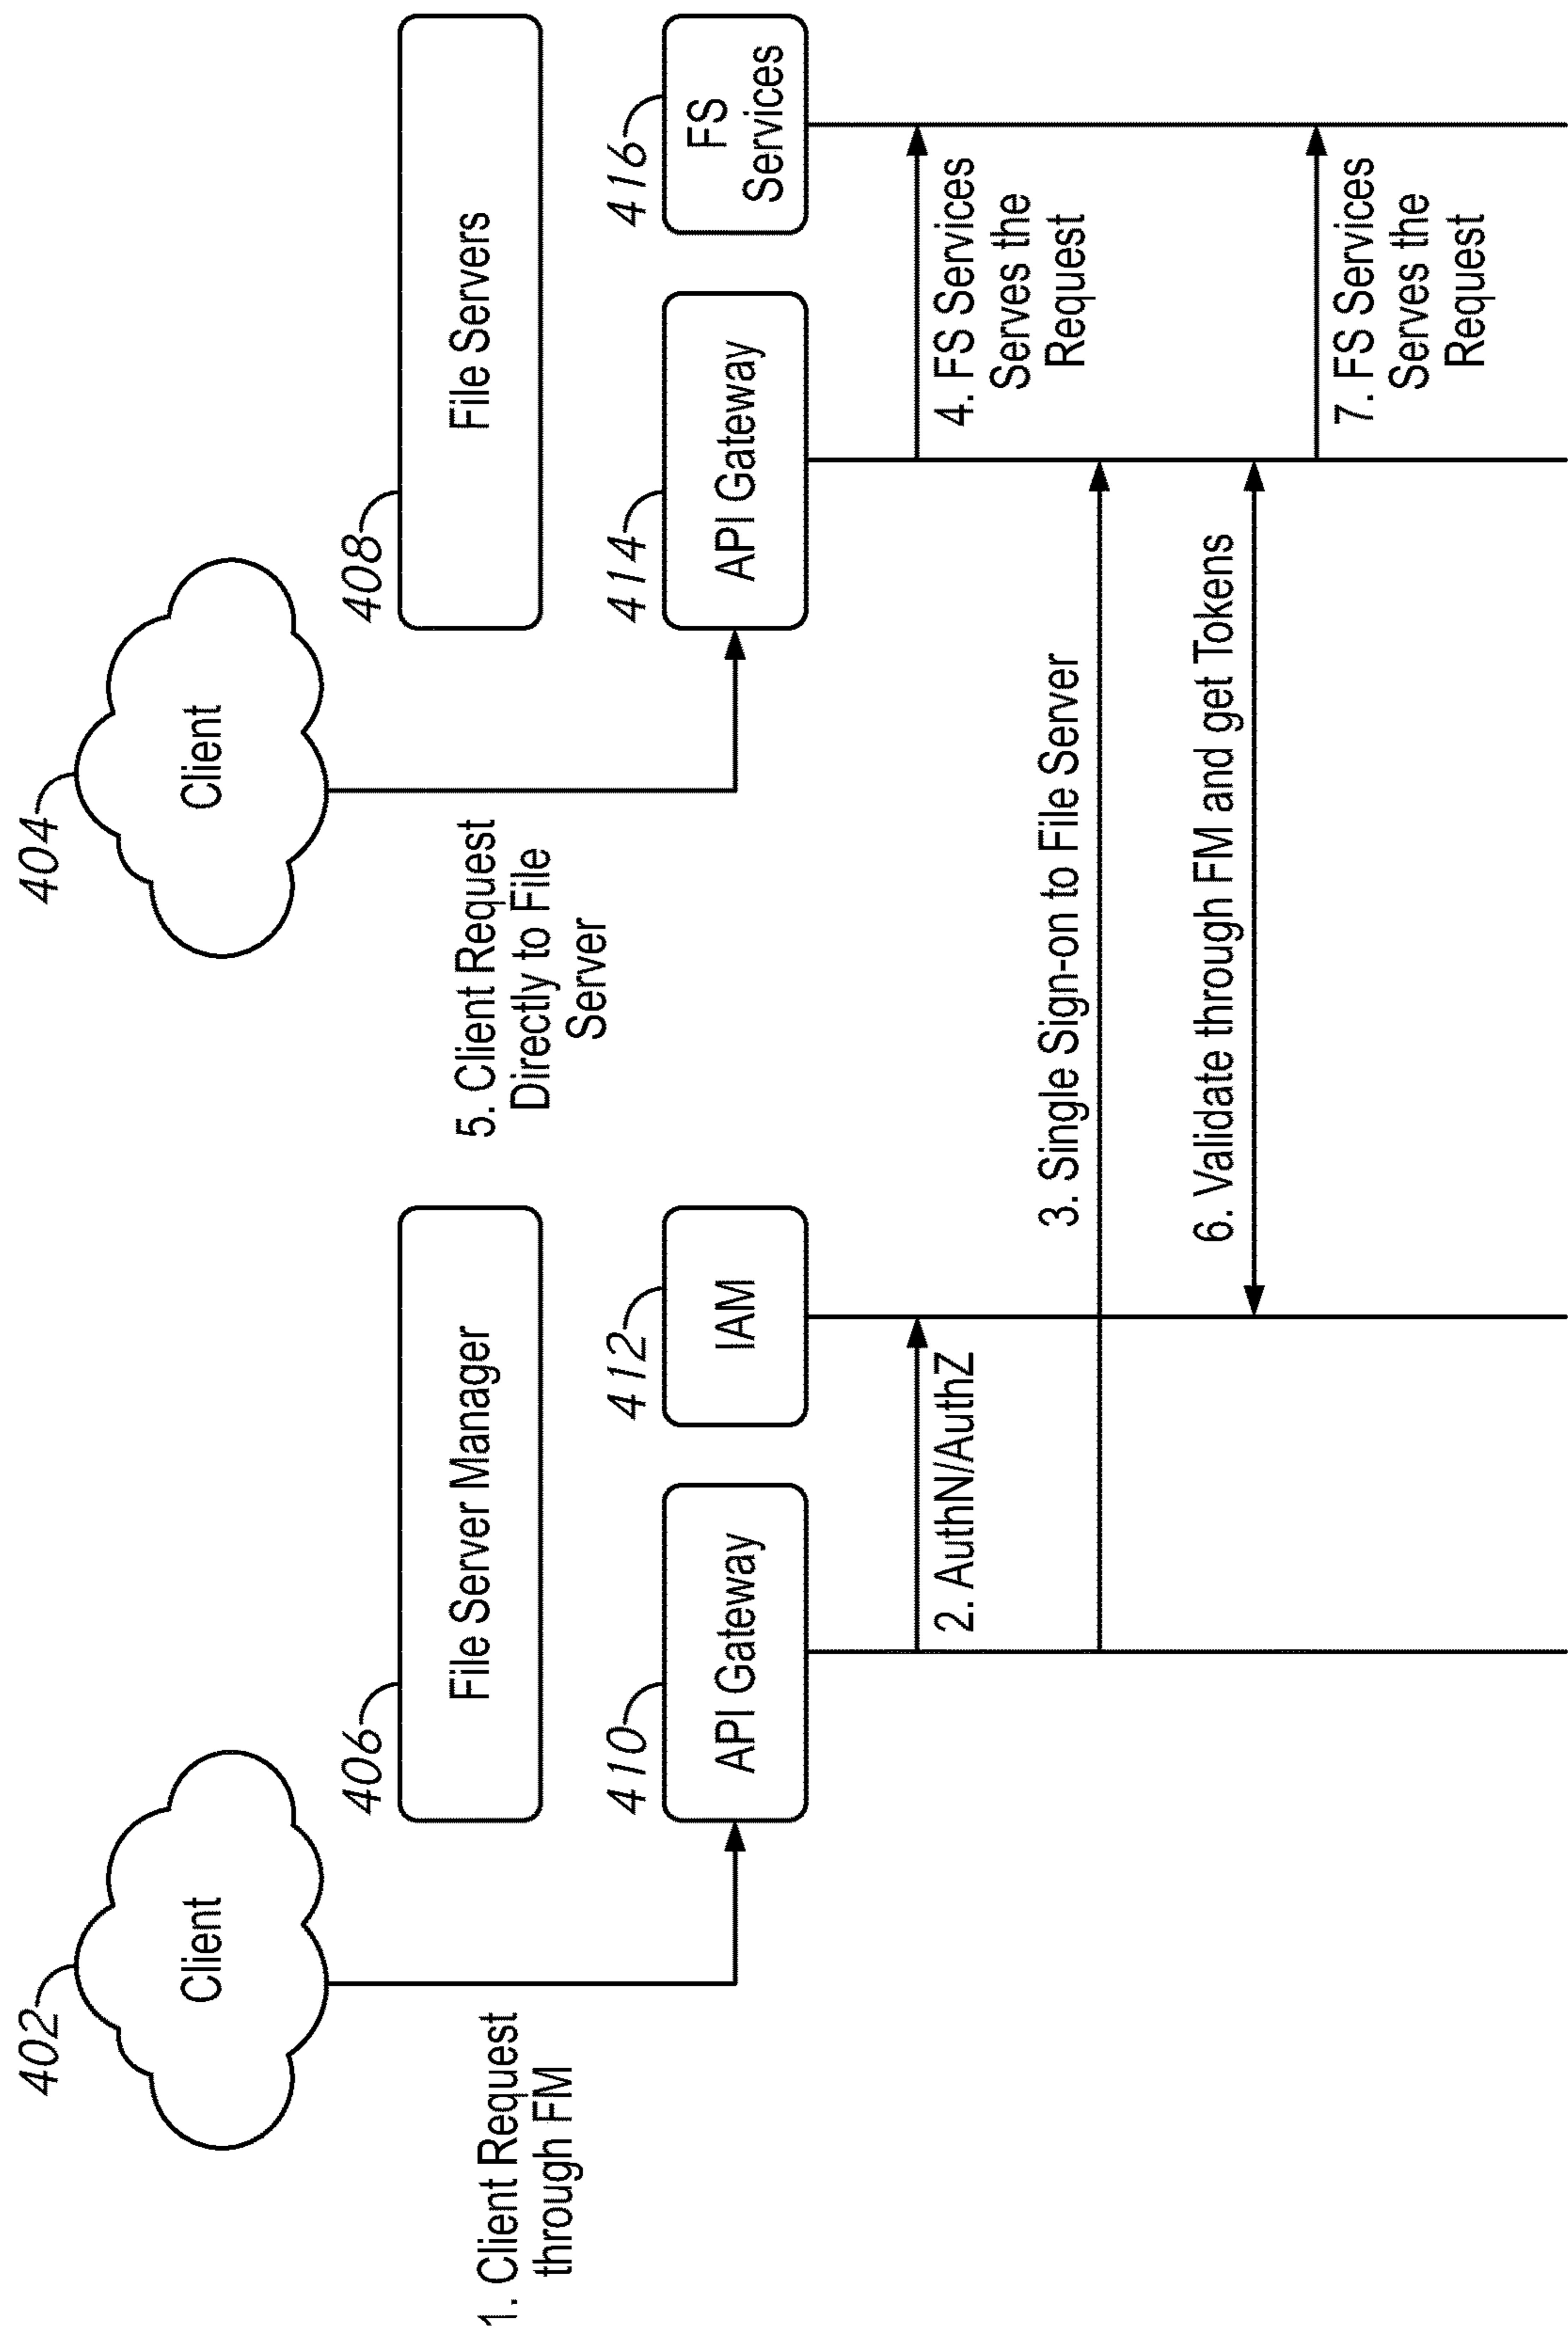 402
Client
404
Client
1. Client Request
through FM
406
File Server Manager
5. Client Request
Directly to File
Server
408
File Servers
410
API Gateway
412
IAM
414
API Gateway
416
FS
Services
2. AuthN/AuthZ
4. FS Services
Serves the
Request
3. Single Sign-on to File Server
6. Validate through FM and get Tokens
7. FS Services
Serves the
Request